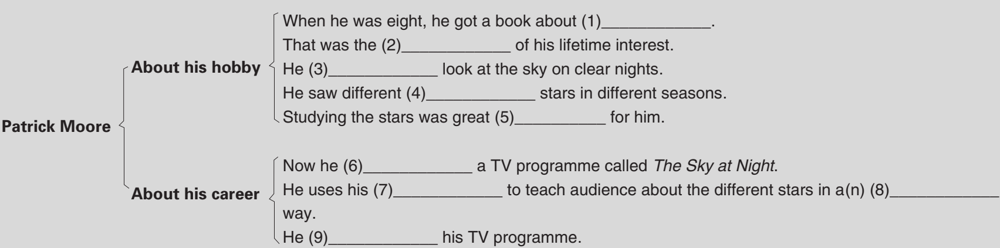 When he was eight, he got a book about (1)____________.
That was the (2)____________ of his lifetime interest.
About his hobby
He (3)____________ look at the sky on clear nights.
He saw different (4)____________ stars in different seasons.
Studying the stars was great (5)__________ for him.
Patrick Moore
Now he (6)____________ a TV programme called The Sky at Night.
He uses his (7)____________ to teach audience about the different stars in a(n) (8)____________
About his career
way.
He (9)____________ his TV programme.